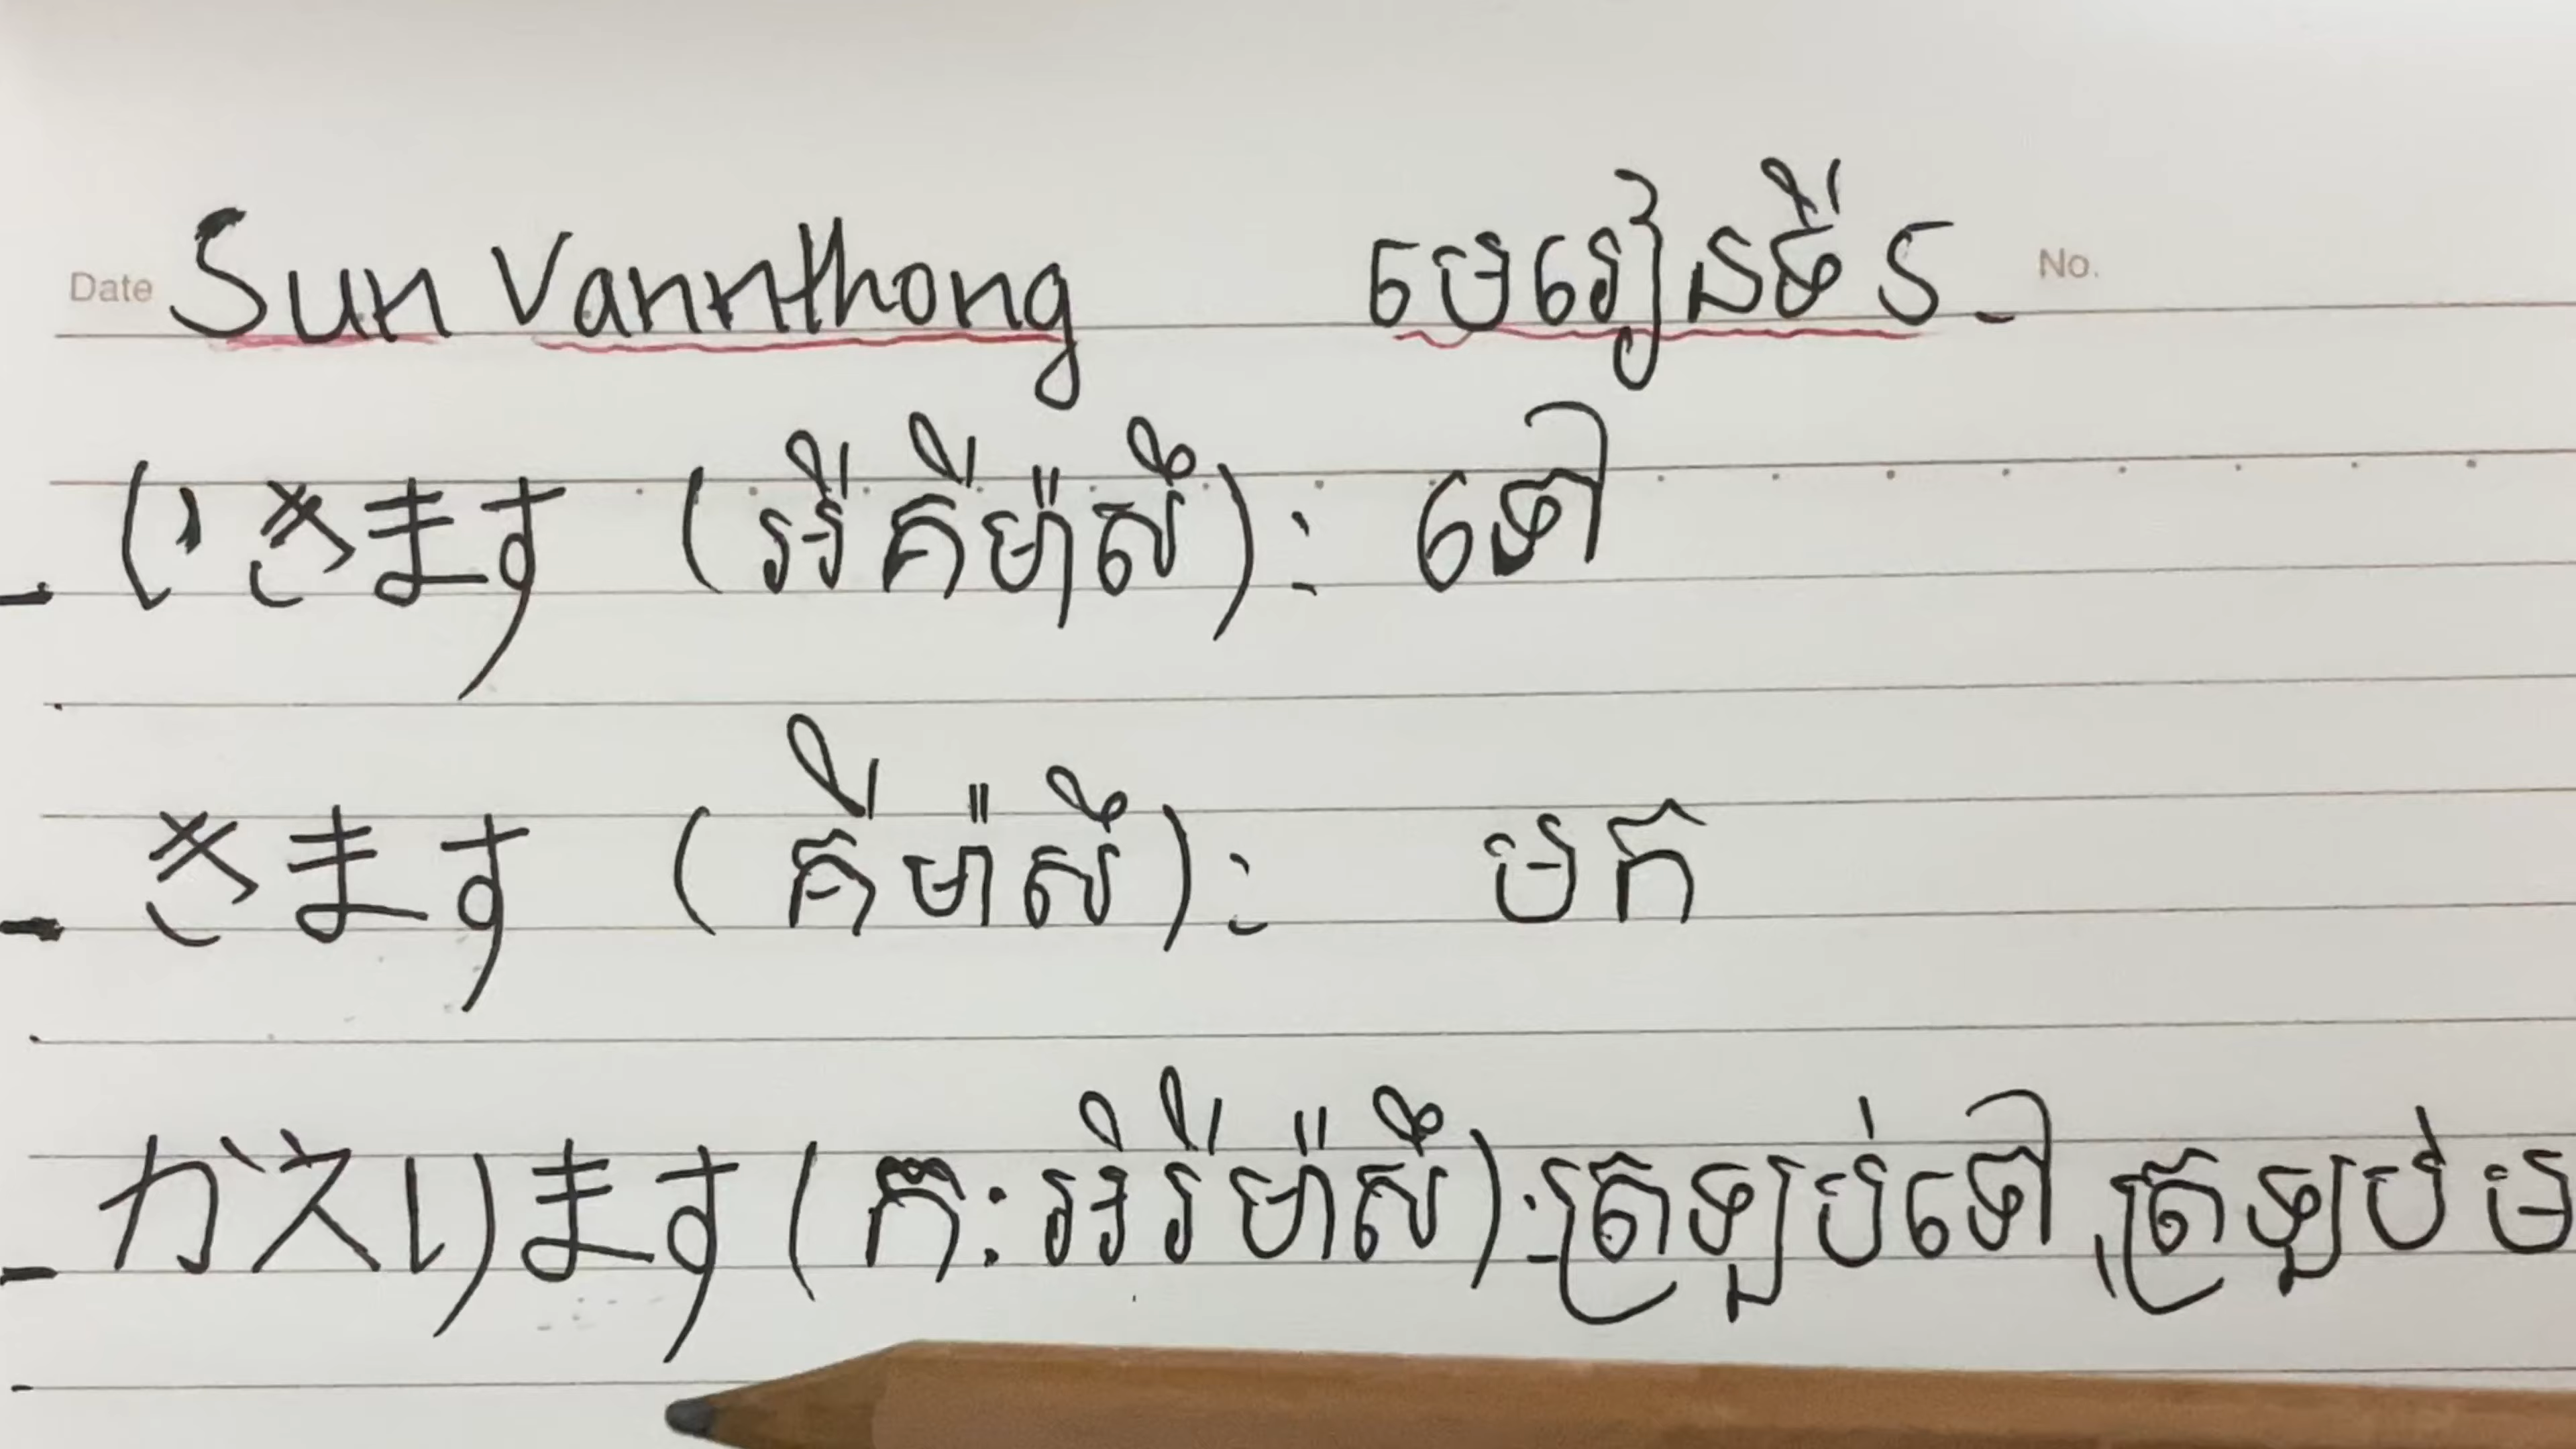 Date Sun Vannthong មេរៀនទី 5 No.
- いきます (អ៊ីគីម៉ាស៊ី): ទៅ
- きます (គីម៉ាស៊ី): មក
- かえります (កាៈអ៊ិរីម៉ាស៊ី): ត្រឡប់ទៅ, ត្រឡប់ម